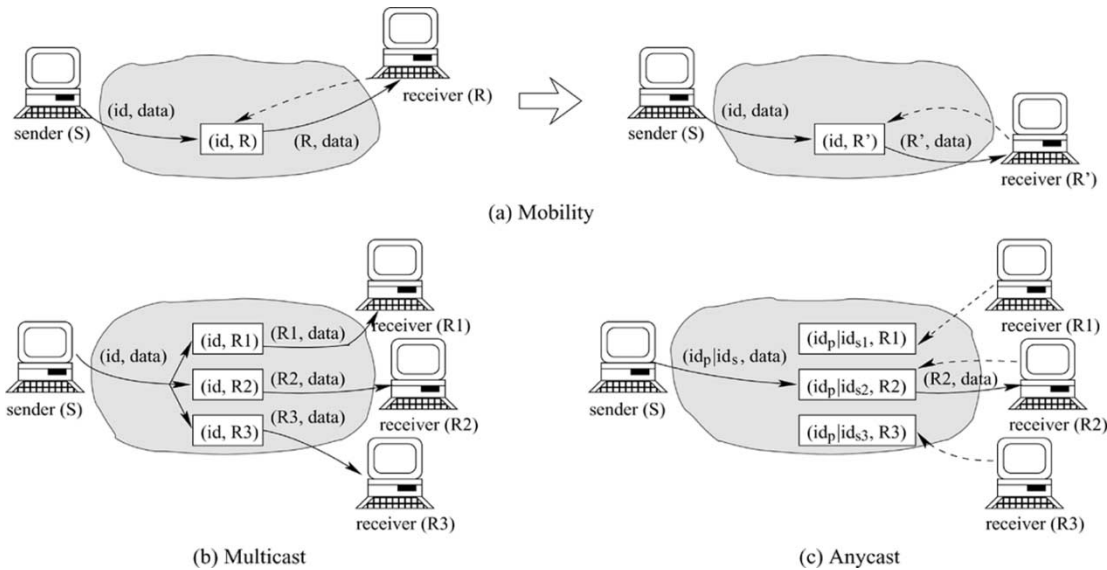 (id, data)
sender (S)
(id, R)
(R, data)
receiver (R)
(id, data)
sender (S)
(id, R’)
(R’, data)
receiver (R’)
(a) Mobility
(id, data)
sender (S)
(id, R1)
(R1, data)
receiver (R1)
(id, R2)
(R2, data)
receiver (R2)
(id, R3)
(R3, data)
receiver (R3)
(b) Multicast
(idp|ids, data)
sender (S)
(idp|ids1, R1)
receiver (R1)
(idp|ids2, R2)
(R2, data)
receiver (R2)
(idp|ids3, R3)
receiver (R3)
(c) Anycast